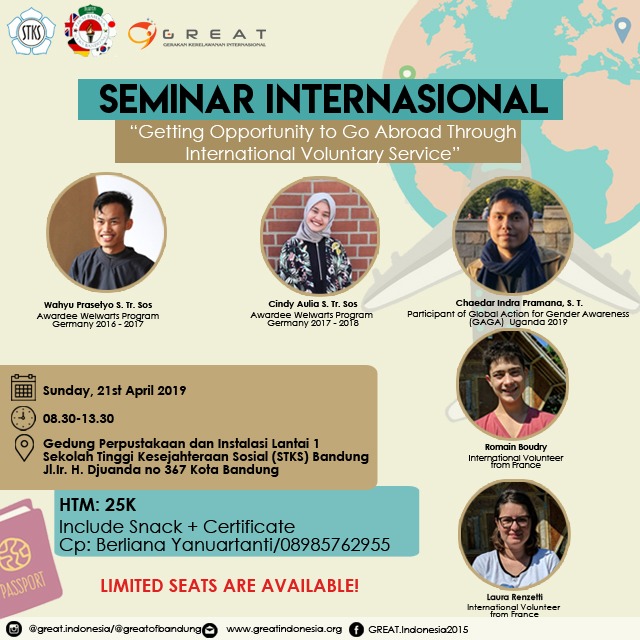 STKS
GREAT
GERAKAN KERELAWANAN INTERNASIONAL
SEMINAR INTERNASIONAL
“Getting Opportunity to Go Abroad Through
International Voluntary Service”
Wahyu Prasetyo S. Tr. Sos
Awardee Welwarts Program
Germany 2016 - 2017
Cindy Aulia S. Tr. Sos
Awardee Welwarts Program
Germany 2017 - 2018
Chaedar Indra Pramana, S. T.
Participant of Global Action for Gender Awareness
(GAGA) Uganda 2019
Romain Boudry
International Volunteer
from France
Laura Renzetti
International Volunteer
from France
Sunday, 21st April 2019
08.30-13.30
Gedung Perpustakaan dan Instalasi Lantai 1
Sekolah Tinggi Kesejahteraan Sosial (STKS) Bandung
Jl.Ir. H. Djuanda no 367 Kota Bandung
HTM: 25K
Include Snack + Certificate
Cp: Berliana Yanuartanti/08985762955
PASSPORT
LIMITED SEATS ARE AVAILABLE!
@great.indonesia/@greatofbandung www.greatindonesia.org GREAT.Indonesia2015